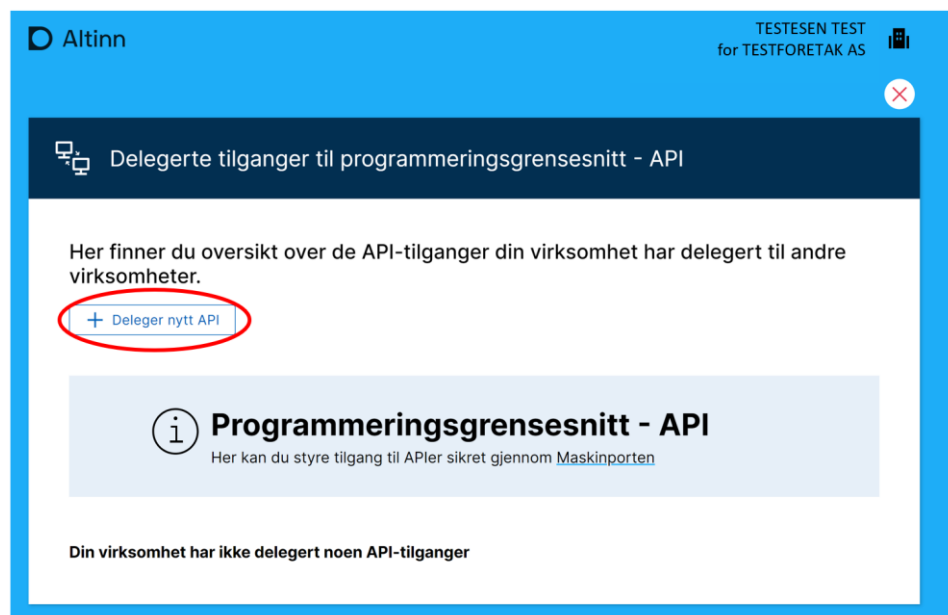 Altinn
TESTESEN TEST
for TESTFORETAK AS
Delegerte tilganger til programmeringsgrensesnitt - API
Her finner du oversikt over de API-tilganger din virksomhet har delegert til andre
virksomheter.
+ Deleger nytt API
Programmeringsgrensesnitt - API
Her kan du styre tilgang til APIer sikret gjennom Maskinporten
Din virksomhet har ikke delegert noen API-tilganger